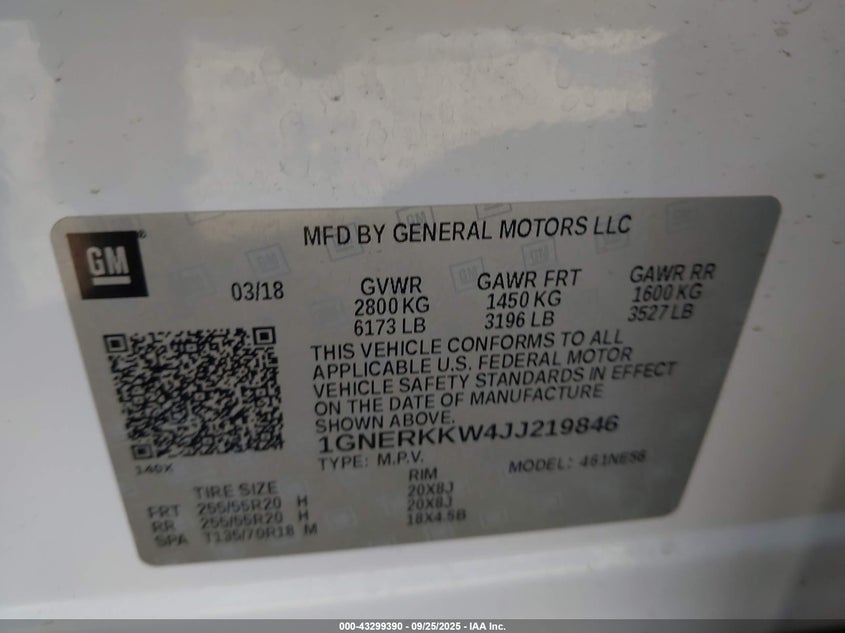 MFD BY GENERAL MOTORS LLC
GM ®
03/18
GVWR
2800 KG
6173 LB
GAWR FRT
1450 KG
3196 LB
GAWR RR
1600 KG
3527 LB
THIS VEHICLE CONFORMS TO ALL
APPLICABLE U.S. FEDERAL MOTOR
VEHICLE SAFETY STANDARDS IN EFFECT
ON THE DATE OF MANUFACTURE
SHOWN ABOVE.
1GNERKKW4JJ219846
TYPE: M.P.V. MODEL:
TIRE SIZE RIM
FRT 255/55R20 H 20X8J
RR 255/55R20 H 20X8J
SPA T135/70R18 M 18X4.5B
000-43299390 - 09/25/2025 - IAA Inc.